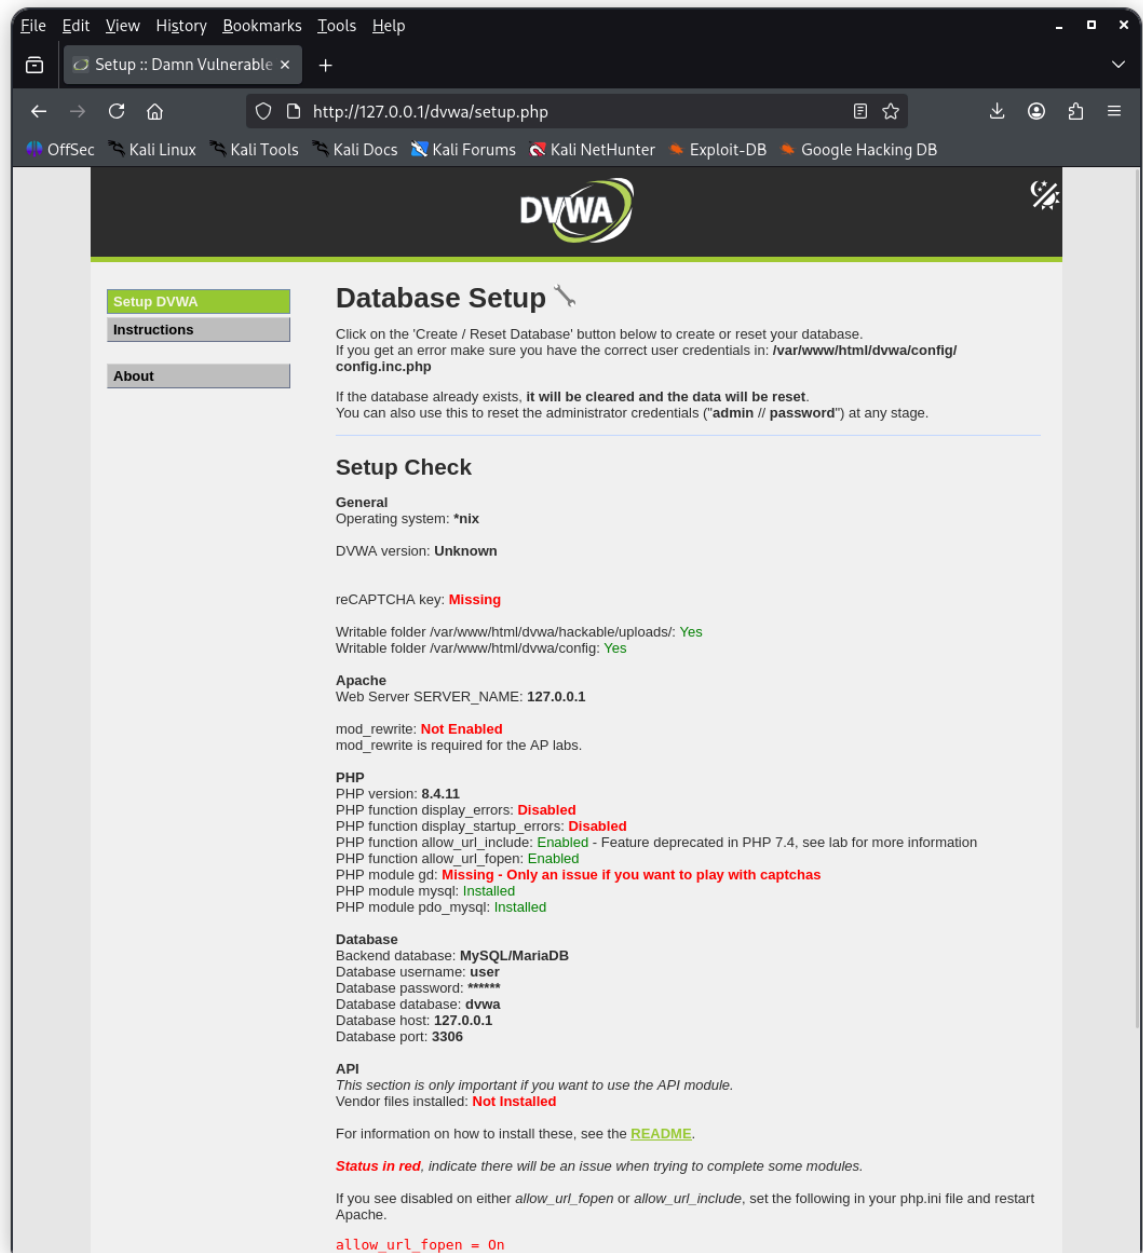 File Edit View History Bookmarks Tools Help
Setup :: Damn Vulnerable
http://127.0.0.1/dvwa/setup.php
OffSec Kali Linux Kali Tools Kali Docs Kali Forums Kali NetHunter Exploit-DB Google Hacking DB
DVWA
Setup DVWA
Instructions
About
Database Setup
Click on the 'Create / Reset Database' button below to create or reset your database.
If you get an error make sure you have the correct user credentials in: /var/www/html/dvwa/config/
config.inc.php
If the database already exists, it will be cleared and the data will be reset.
You can also use this to reset the administrator credentials ("admin // password") at any stage.
Setup Check
General
Operating system: *nix
DVWA version: Unknown
reCAPTCHA key: Missing
Writable folder /var/www/html/dvwa/hackable/uploads/: Yes
Writable folder /var/www/html/dvwa/config: Yes
Apache
Web Server SERVER_NAME: 127.0.0.1
mod_rewrite: Not Enabled
mod_rewrite is required for the AP labs.
PHP
PHP version: 8.4.11
PHP function display_errors: Disabled
PHP function display_startup_errors: Disabled
PHP function allow_url_include: Enabled - Feature deprecated in PHP 7.4, see lab for more information
PHP function allow_url_fopen: Enabled
PHP module gd: Missing - Only an issue if you want to play with captchas
PHP module mysql: Installed
PHP module pdo_mysql: Installed
Database
Backend database: MySQL/MariaDB
Database username: user
Database password: ******
Database database: dvwa
Database host: 127.0.0.1
Database port: 3306
API
This section is only important if you want to use the API module.
Vendor files installed: Not Installed
For information on how to install these, see the README.
Status in red, indicate there will be an issue when trying to complete some modules.
If you see disabled on either allow_url_fopen or allow_url_include, set the following in your php.ini file and restart
Apache.
allow_url_fopen = On